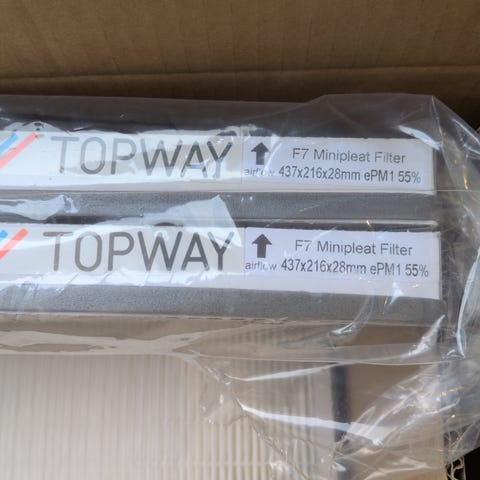 TOPWAY
F7 Minipleat Filter
airflow 437x216x28mm ePM1 55%
TOPWAY
F7 Minipleat Filter
airflow 437x216x28mm ePM1 55%